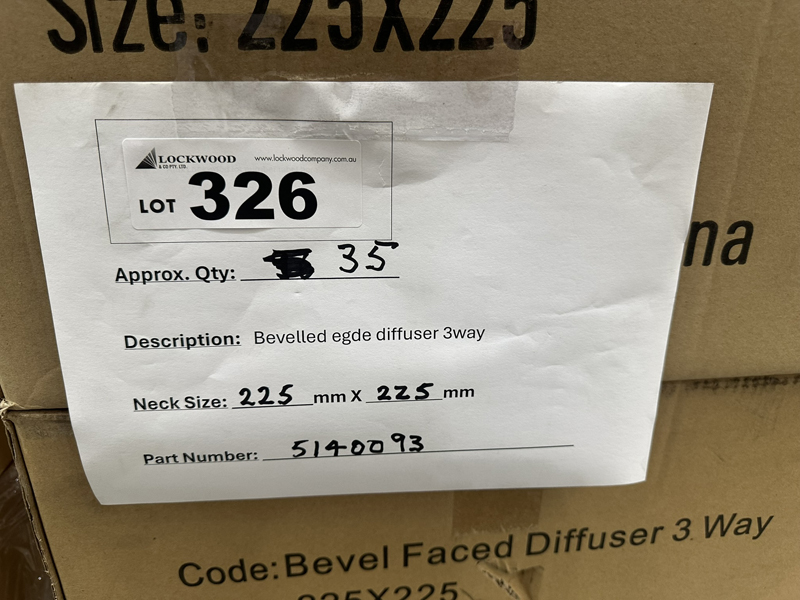 Size: 225X225
LOCKWOOD
& CO PTY. LTD.
www.lockwoodcompany.com.au
LOT 326
na
Approx. Qty: 35
Description: Bevelled egde diffuser 3way
Neck Size: 225 mm X 225 mm
Part Number: 5140093
Code:Bevel Faced Diffuser 3 Way
225X225